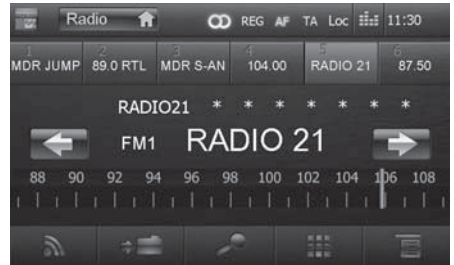 Radio REG AF TA Loc 11:30
1 2 3 4 5 6
MDR JUMP 89.0 RTL MDR S-AN 104.00 RADIO 21 87.50
RADIO21 * * * * * * *
FM1 RADIO 21
88 90 92 94 96 98 100 102 104 106 108